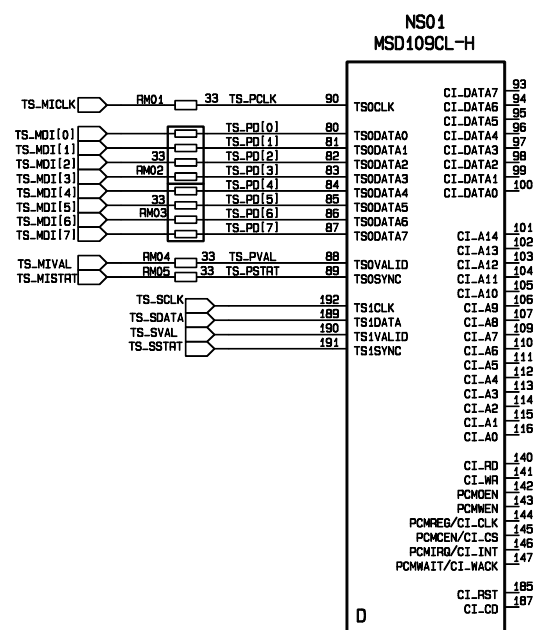 NS01
MSD109CL-H
TS_MICLK RM01 33 TS_PCLK 90 TS0CLK
TS_MDI[0] TS_PD[0] 80 TS0DATA0
TS_MDI[1] TS_PD[1] 81 TS0DATA1
TS_MDI[2] 33 TS_PD[2] 82 TS0DATA2
TS_MDI[3] RM02 TS_PD[3] 83 TS0DATA3
TS_MDI[4] TS_PD[4] 84 TS0DATA4
TS_MDI[5] 33 TS_PD[5] 85 TS0DATA5
TS_MDI[6] RM03 TS_PD[6] 86 TS0DATA6
TS_MDI[7] TS_PD[7] 87 TS0DATA7
TS_MIVAL RM04 33 TS_PVAL 88 TS0VALID
TS_MISTRT RM05 33 TS_PSTRT 89 TS0SYNC
TS_SCLK 192 TS1CLK
TS_SDATA 189 TS1DATA
TS_SVAL 190 TS1VALID
TS_SSTRT 191 TS1SYNC
CI_DATA7 93
CI_DATA6 94
CI_DATA5 95
CI_DATA4 96
CI_DATA3 97
CI_DATA2 98
CI_DATA1 99
CI_DATA0 100
CI_A14 101
CI_A13 102
CI_A12 103
CI_A11 104
CI_A10 105
CI_A9 106
CI_A8 107
CI_A7 109
CI_A6 110
CI_A5 111
CI_A4 112
CI_A3 113
CI_A2 114
CI_A1 115
CI_A0 116
CI_RD 140
CI_WR 141
PCMOEN 142
PCMWEN 143
PCMREG/CI_CLK 144
PCMCEN/CI_CS 145
PCMIRQ/CI_INT 146
PCMWAIT/CI_WACK 147
CI_RST 185
CI_CD 187
D